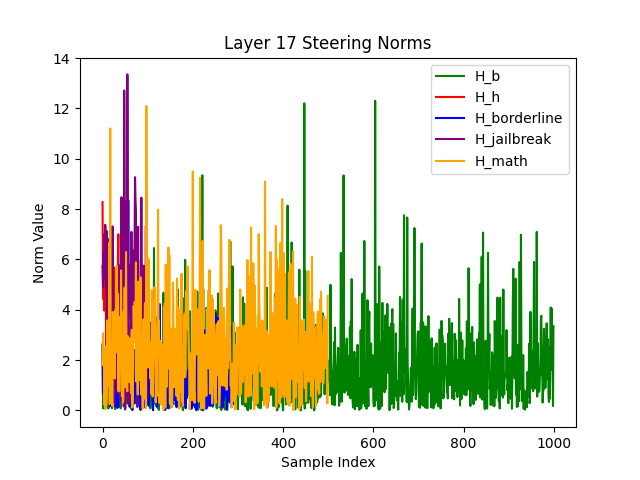 Layer 17 Steering Norms
14
12
10
8
6
4
2
0
Norm Value
0 200 400 600 800 1000
Sample Index
H_b
H_h
H_borderline
H_jailbreak
H_math